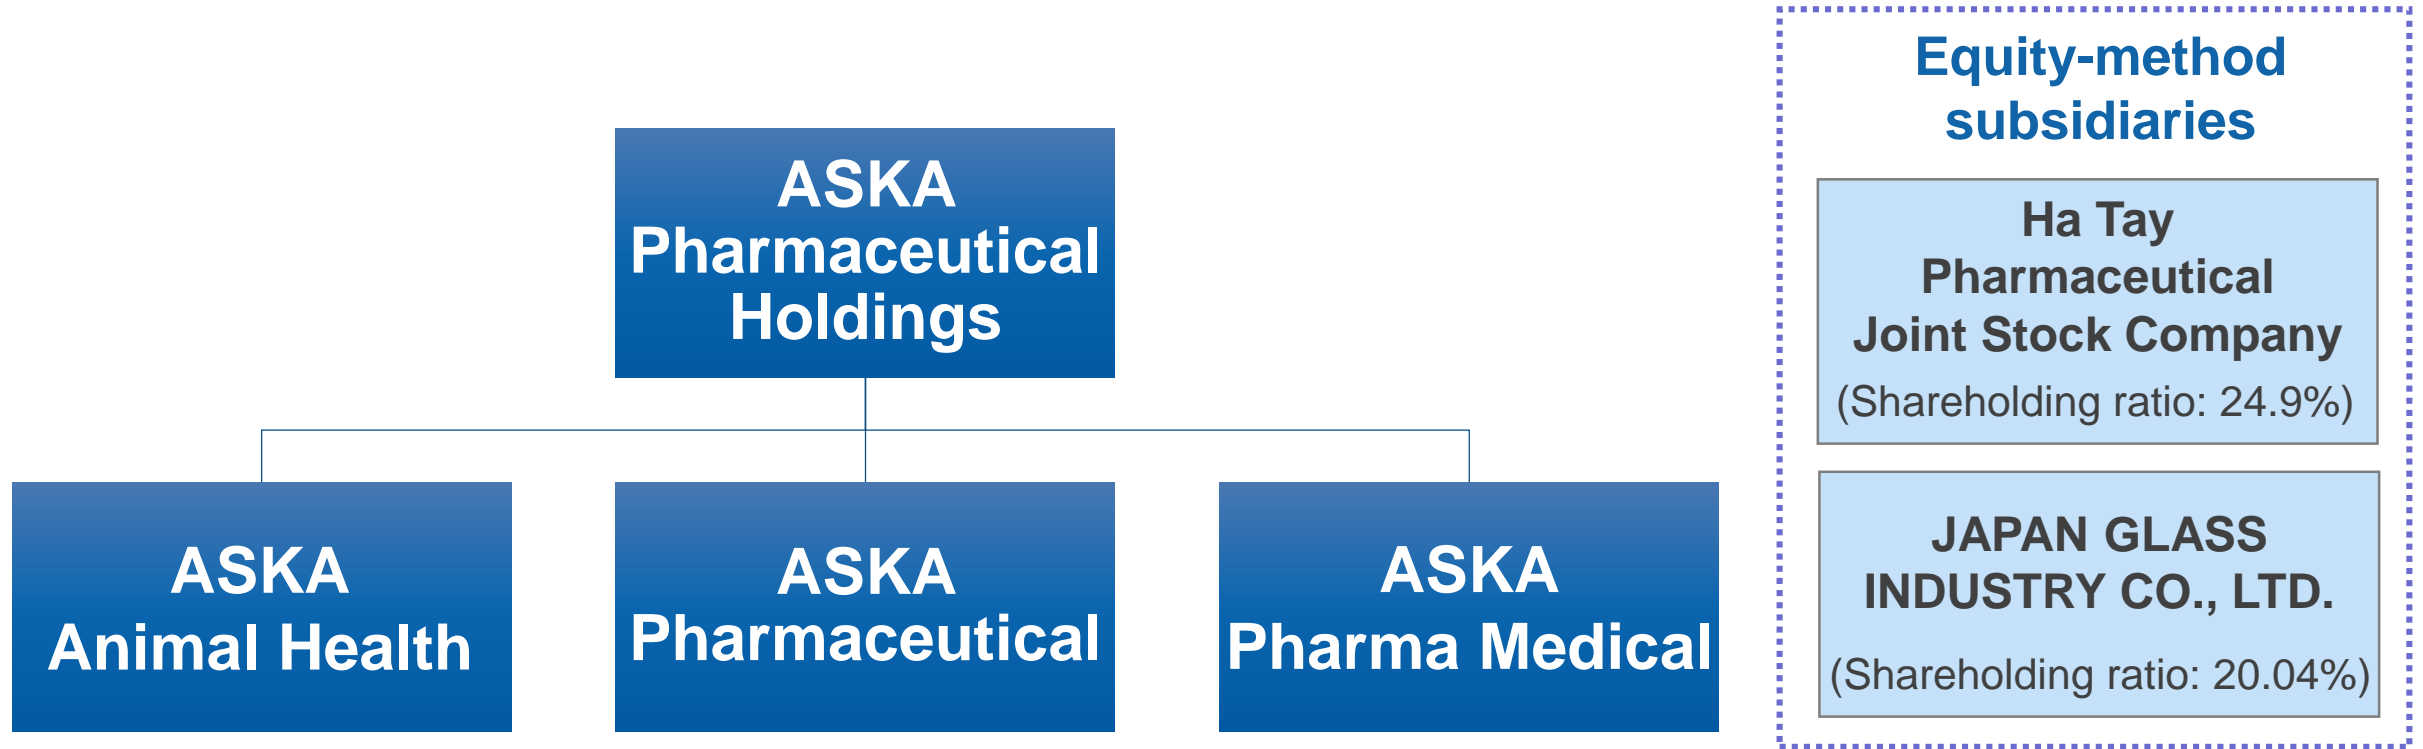 ASKA
Pharmaceutical
Holdings
ASKA
Animal Health
ASKA
Pharmaceutical
ASKA
Pharma Medical
Equity-method
subsidiaries
Ha Tay
Pharmaceutical
Joint Stock Company
(Shareholding ratio: 24.9%)
JAPAN GLASS
INDUSTRY CO., LTD.
(Shareholding ratio: 20.04%)